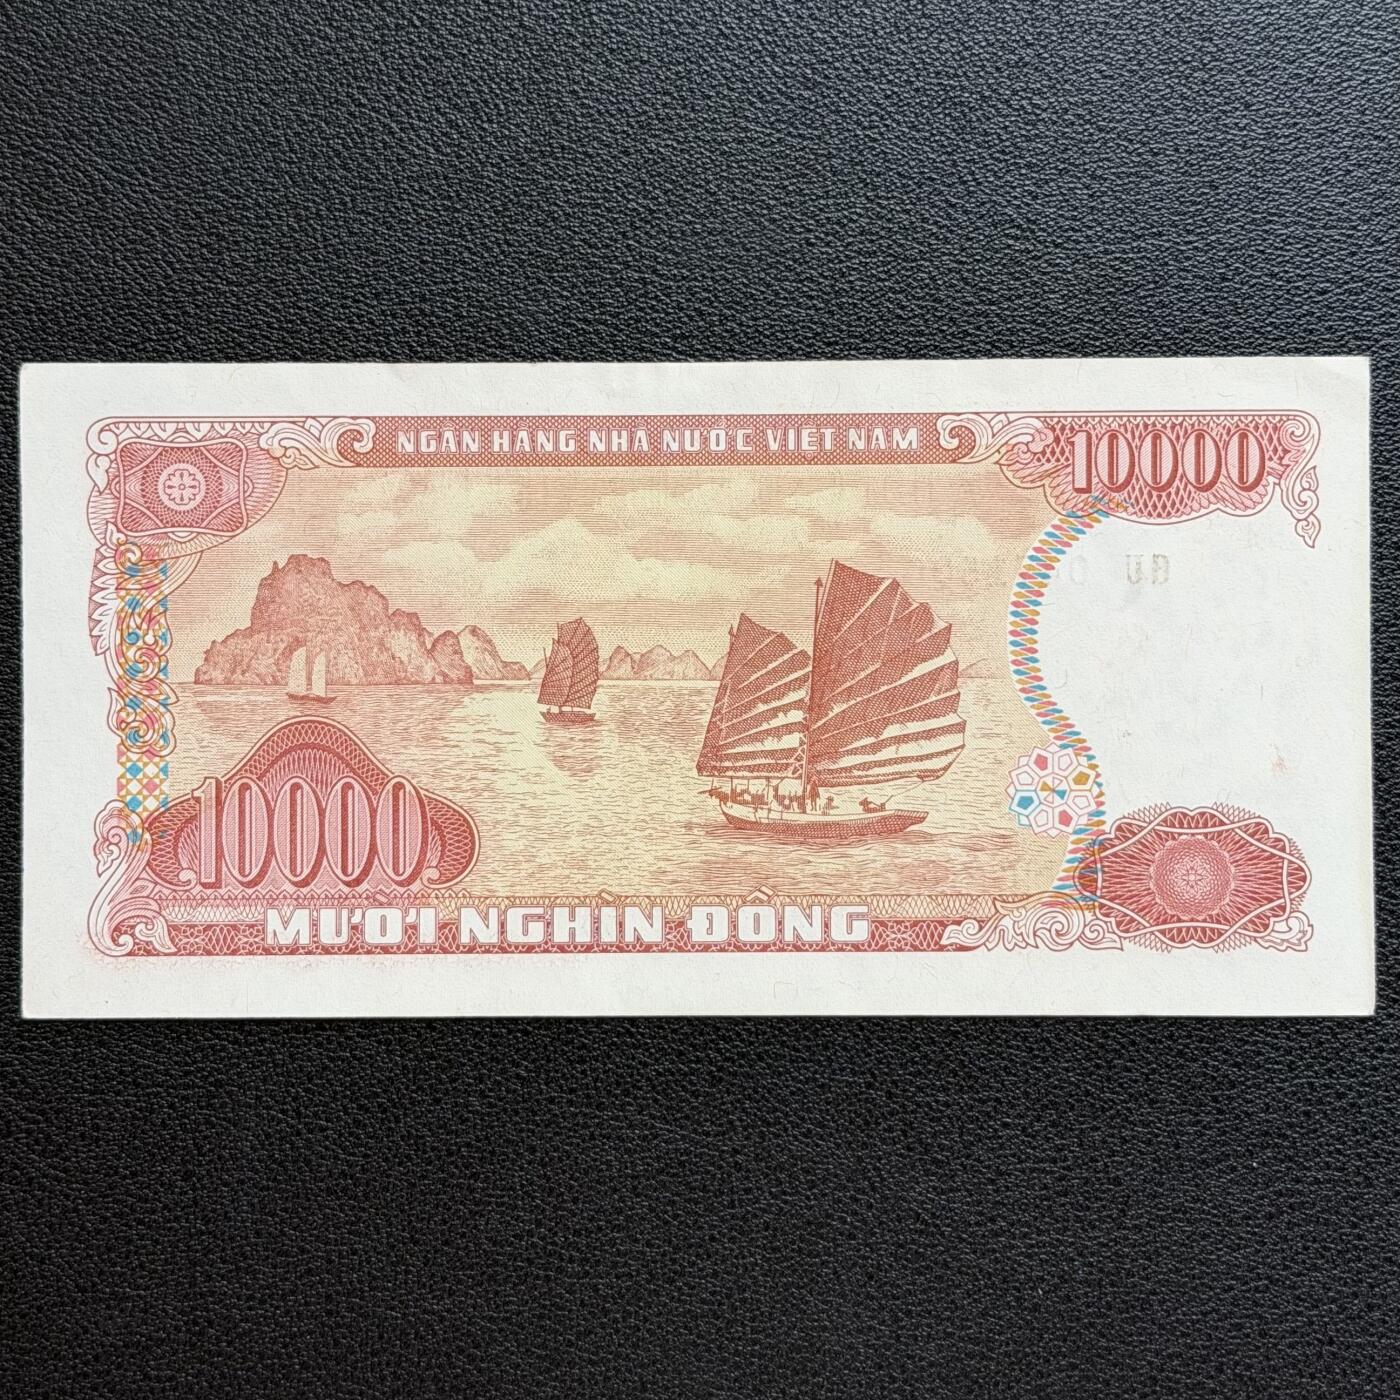 NGÂN HÀNG NHÀ NƯỚC VIỆT NAM
10000
10000
MƯỜI NGHÌN ĐỒNG